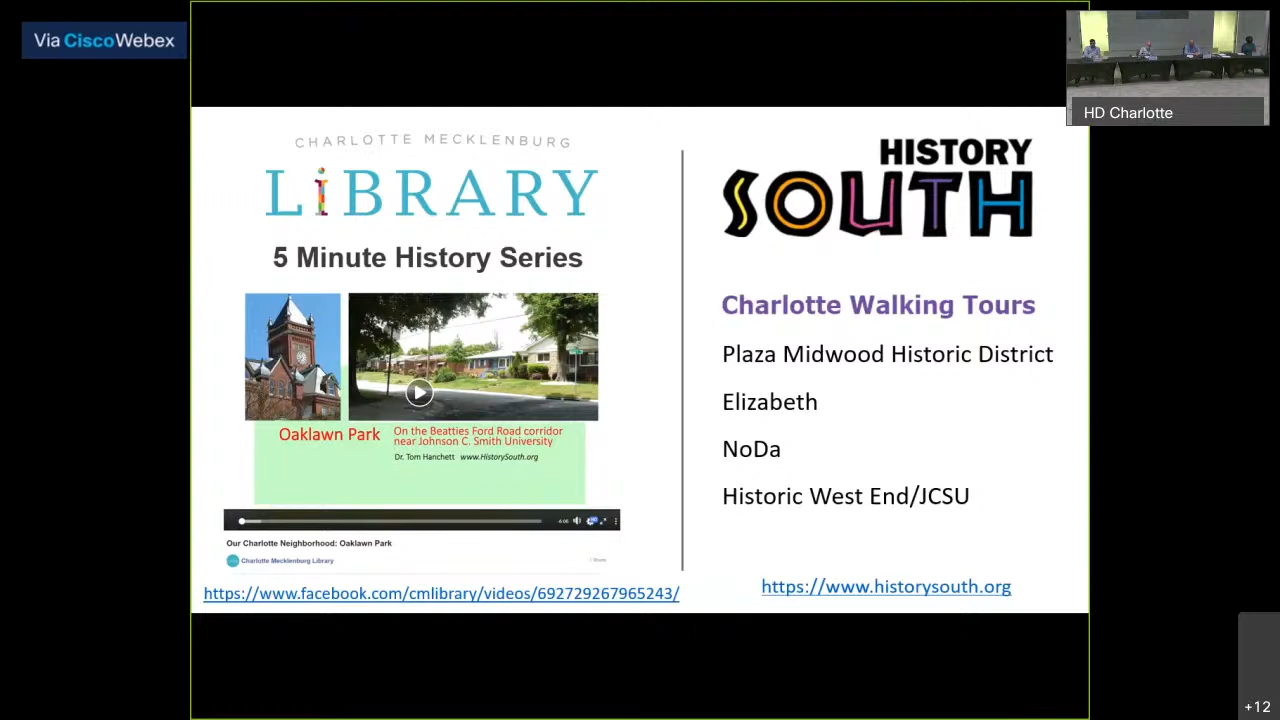 Via CiscoWebex
HD Charlotte
CHARLOTTE MECKLENBURG
LiBRARY
5 Minute History Series
Oaklawn Park
On the Beatties Ford Road corridor
near Johnson C. Smith University
Dr. Tom Hanchett www.HistorySouth.org
Our Charlotte Neighborhood: Oaklawn Park
Charlotte Mecklenburg Library
https://www.facebook.com/cmlibrary/videos/692729267965243/
HISTORY
SOUTH
Charlotte Walking Tours
Plaza Midwood Historic District
Elizabeth
NoDa
Historic West End/JCSU
https://www.historysouth.org
+12